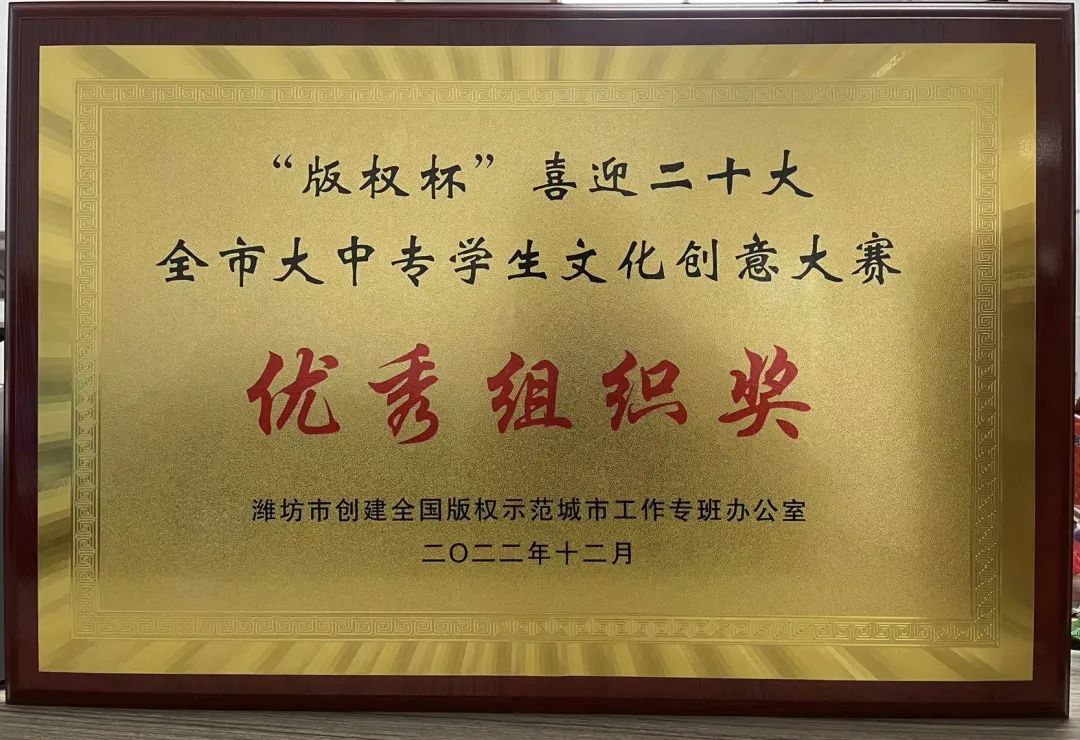 “版权杯”喜迎二十大
全市大中专学生文化创意大赛
优秀组织奖
潍坊市创建全国版权示范城市工作专班办公室
二〇二二年十二月